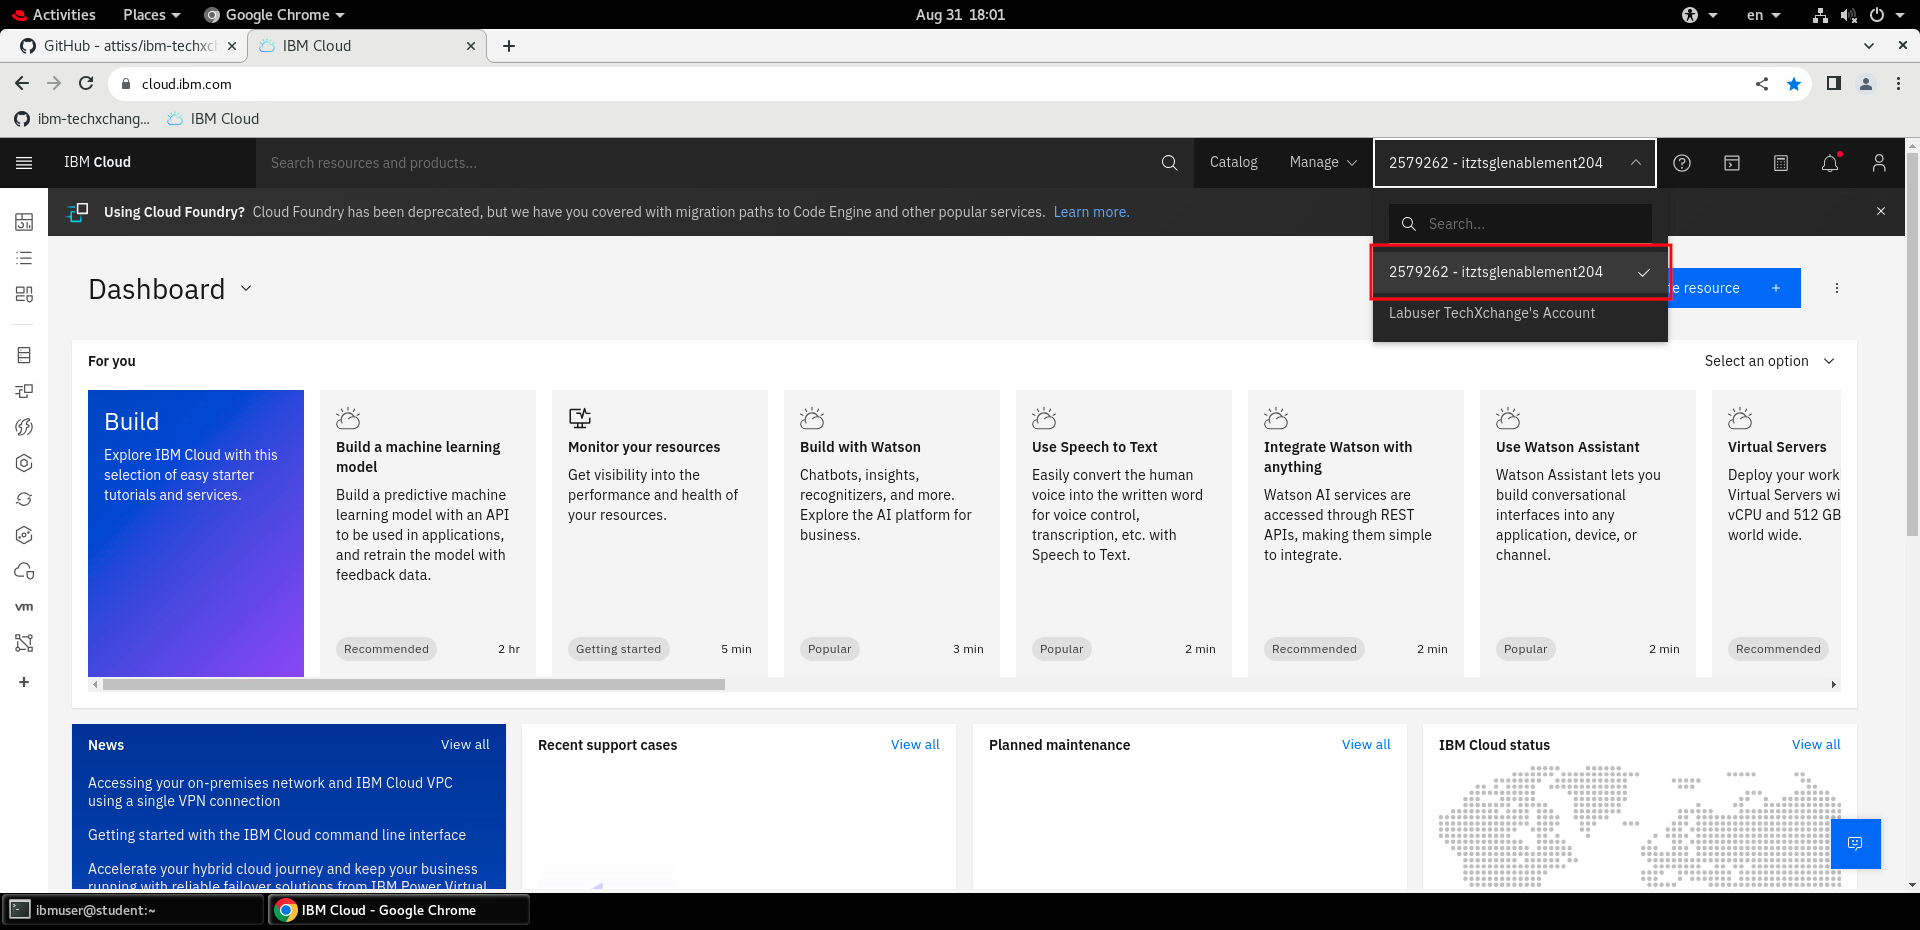 Activities
Places
Google Chrome
Aug 31 18:01
en
GitHub - attiss/ibm-techxch
IBM Cloud
cloud.ibm.com
ibm-techxchang...
IBM Cloud
IBM Cloud
Search resources and products...
Catalog
Manage
2579262 - itztsglenablement204
Using Cloud Foundry? Cloud Foundry has been deprecated, but we have you covered with migration paths to Code Engine and other popular services. Learn more.
Search...
2579262 - itztsglenablement204
Labuser TechXchange's Account
Dashboard
te resource +
For you
Select an option
Build
Explore IBM Cloud with this
selection of easy starter
tutorials and services.
Build a machine learning
model
Build a predictive machine
learning model with an API
to be used in applications,
and retrain the model with
feedback data.
Recommended
2 hr
Monitor your resources
Get visibility into the
performance and health of
your resources.
Getting started
5 min
Build with Watson
Chatbots, insights,
recognitizers, and more.
Explore the AI platform for
business.
Popular
3 min
Use Speech to Text
Easily convert the human
voice into the written word
for voice control,
transcription, etc. with
Speech to Text.
Popular
2 min
Integrate Watson with
anything
Watson AI services are
accessed through REST
APIs, making them simple
to integrate.
Recommended
2 min
Use Watson Assistant
Watson Assistant lets you
build conversational
interfaces into any
application, device, or
channel.
Popular
2 min
Virtual Servers
Deploy your work
Virtual Servers wi
vCPU and 512 GB
world wide.
Recommended
31
vm
News
View all
Accessing your on-premises network and IBM Cloud VPC
using a single VPN connection
Getting started with the IBM Cloud command line interface
Accelerate your hybrid cloud journey and keep your business
running with reliable failover solutions from IBM Power Virtual
Recent support cases
View all
Planned maintenance
View all
IBM Cloud status
View all
ibmuser@student:~
IBM Cloud - Google Chrome